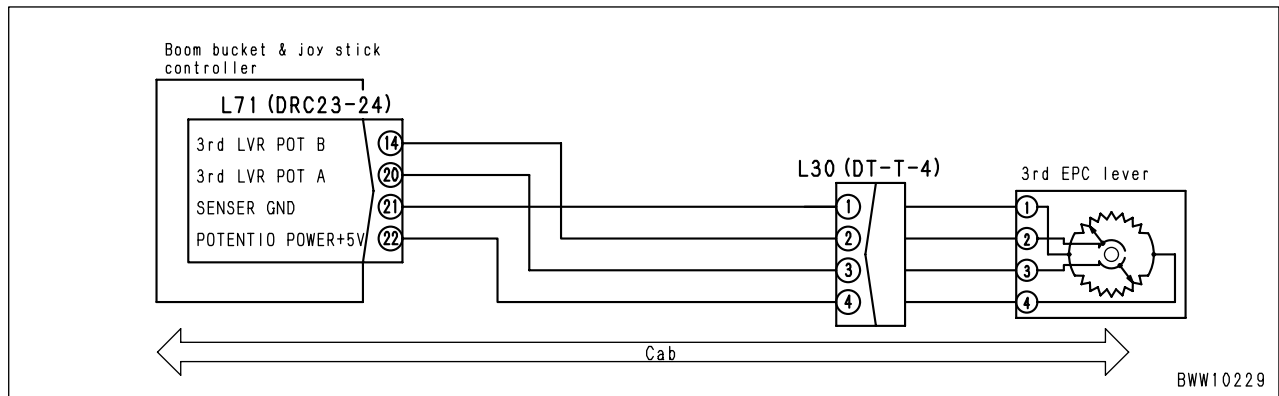 Boom bucket & joy stick
controller
L71 (DRC23-24)
3rd LVR POT B 14
3rd LVR POT A 20
SENSER GND 21
POTENTIO POWER+5V 22
L30 (DT-T-4)
1
2
3
4
3rd EPC lever
1
2
3
4
Cab
BWW10229